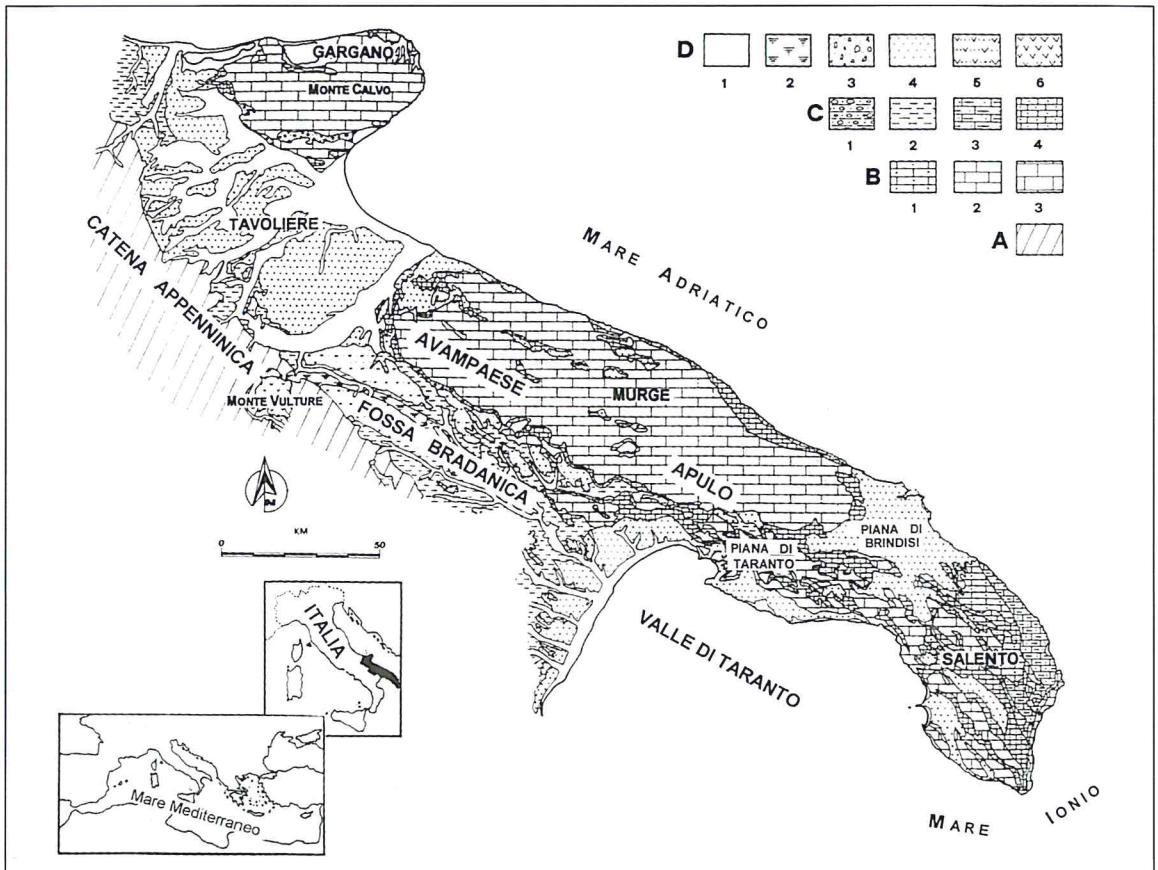 GARGANO
MONTE CALVO
D
1 2 3 4 5 6
C
1 2 3 4
B
1 2 3
A
TAVOLIERE
CATENA APPENNINICA
MARE ADRIATICO
AVAMPAESE
MURGE
MONTE VULTURE
FOSSA BRADANICA
APULO
N
KM
0 50
PIANA DI
BRINDISI
PIANA DI
TARANTO
ITALIA
VALLE DI TARANTO
SALENTO
Mare Mediterraneo
MARE IONIO